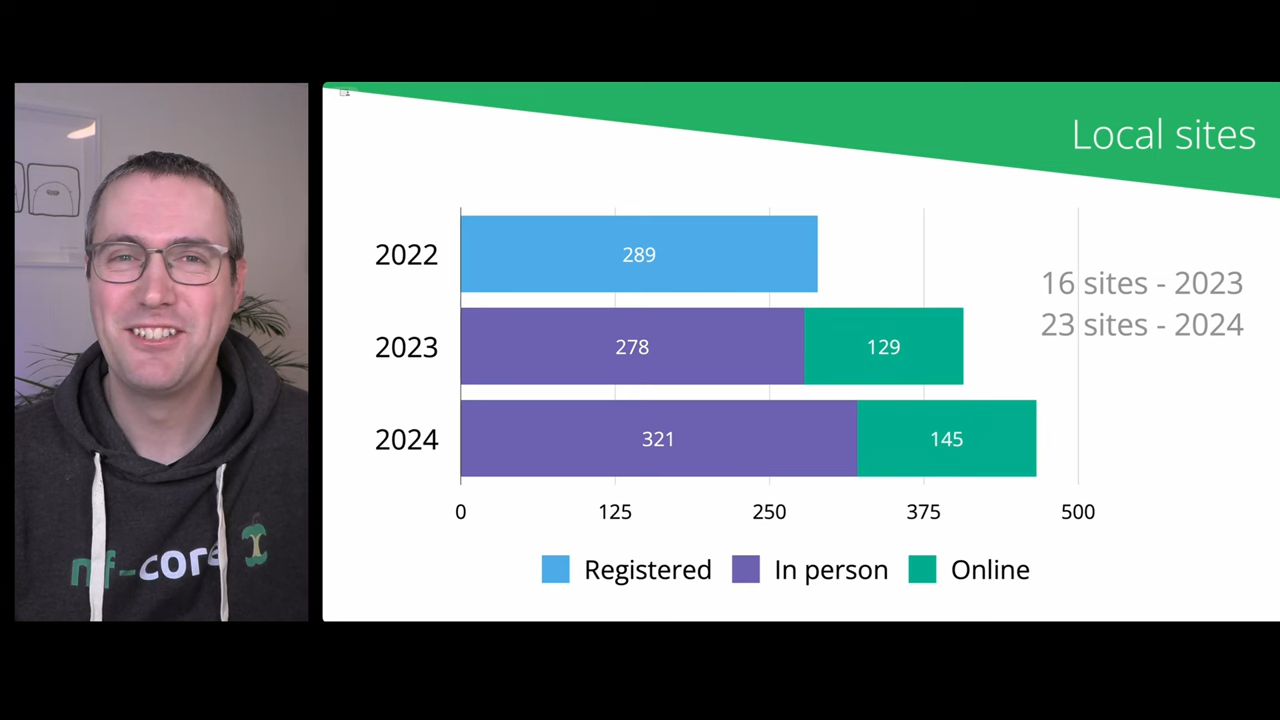 Local sites
2022
289
16 sites - 2023
23 sites - 2024
2023
278
129
2024
321
145
0
125
250
375
500
Registered
In person
Online
nf-core